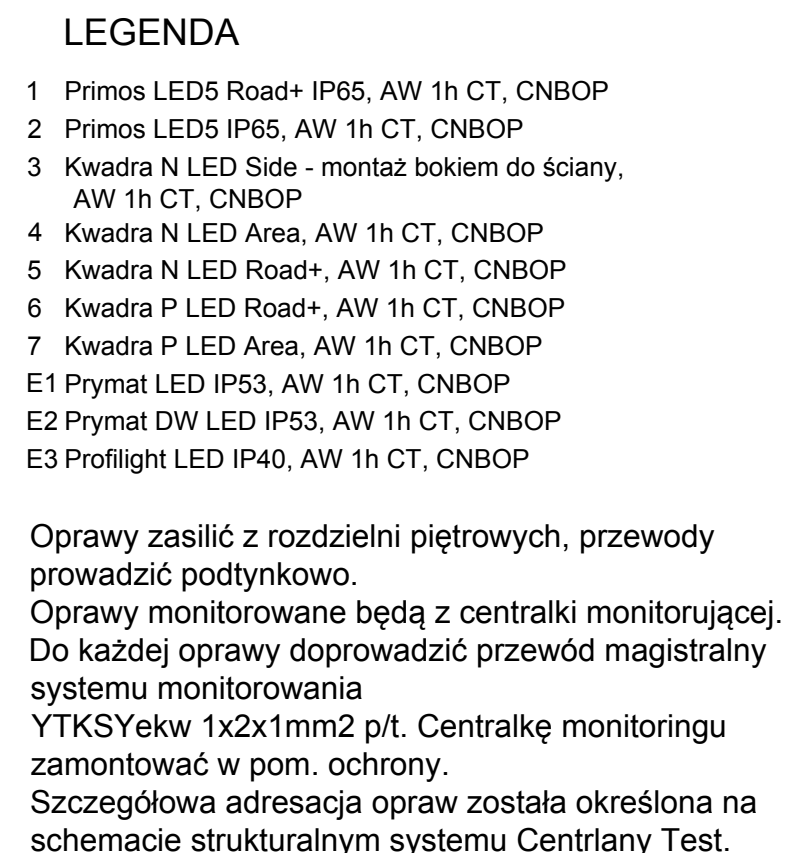 LEGENDA
1 Primos LED5 Road+ IP65, AW 1h CT, CNBOP
2 Primos LED5 IP65, AW 1h CT, CNBOP
3 Kwadra N LED Side - montaż bokiem do ściany,
AW 1h CT, CNBOP
4 Kwadra N LED Area, AW 1h CT, CNBOP
5 Kwadra N LED Road+, AW 1h CT, CNBOP
6 Kwadra P LED Road+, AW 1h CT, CNBOP
7 Kwadra P LED Area, AW 1h CT, CNBOP
E1 Prymat LED IP53, AW 1h CT, CNBOP
E2 Prymat DW LED IP53, AW 1h CT, CNBOP
E3 Profilight LED IP40, AW 1h CT, CNBOP
Oprawy zasilić z rozdzielni piętrowych, przewody
prowadzić podtynkowo.
Oprawy monitorowane będą z centralki monitorującej.
Do każdej oprawy doprowadzić przewód magistralny
systemu monitorowania
YTKSYekw 1x2x1mm2 p/t. Centralkę monitoringu
zamontować w pom. ochrony.
Szczegółowa adresacja opraw została określona na
schemacie strukturalnym systemu Centrlany Test.